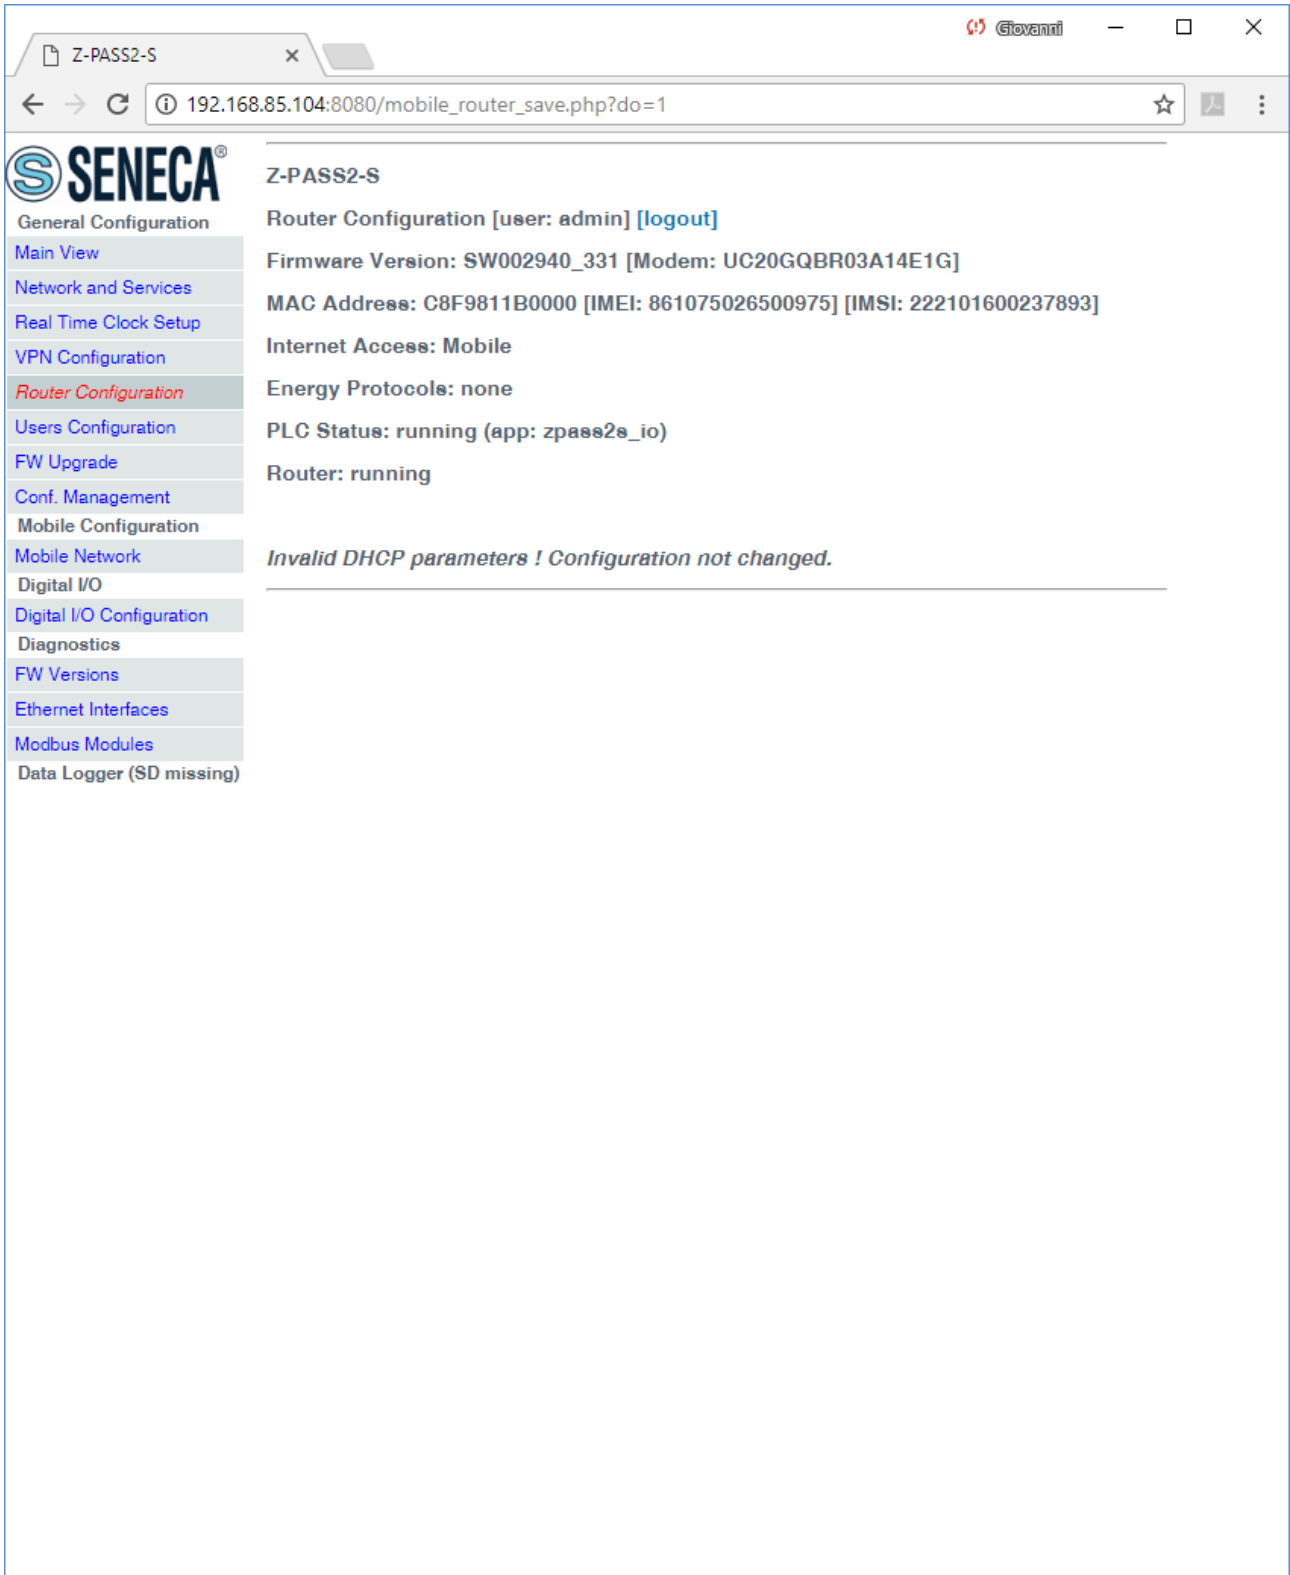 Giovanni
Z-PASS2-S
192.168.85.104:8080/mobile_router_save.php?do=1
S SENECA®
General Configuration
Main View
Network and Services
Real Time Clock Setup
VPN Configuration
Router Configuration
Users Configuration
FW Upgrade
Conf. Management
Mobile Configuration
Mobile Network
Digital I/O
Digital I/O Configuration
Diagnostics
FW Versions
Ethernet Interfaces
Modbus Modules
Data Logger (SD missing)
Z-PASS2-S
Router Configuration [user: admin] [logout]
Firmware Version: SW002940_331 [Modem: UC20GQBR03A14E1G]
MAC Address: C8F9811B0000 [IMEI: 861075026500975] [IMSI: 222101600237893]
Internet Access: Mobile
Energy Protocols: none
PLC Status: running (app: zpass2s_io)
Router: running
Invalid DHCP parameters ! Configuration not changed.